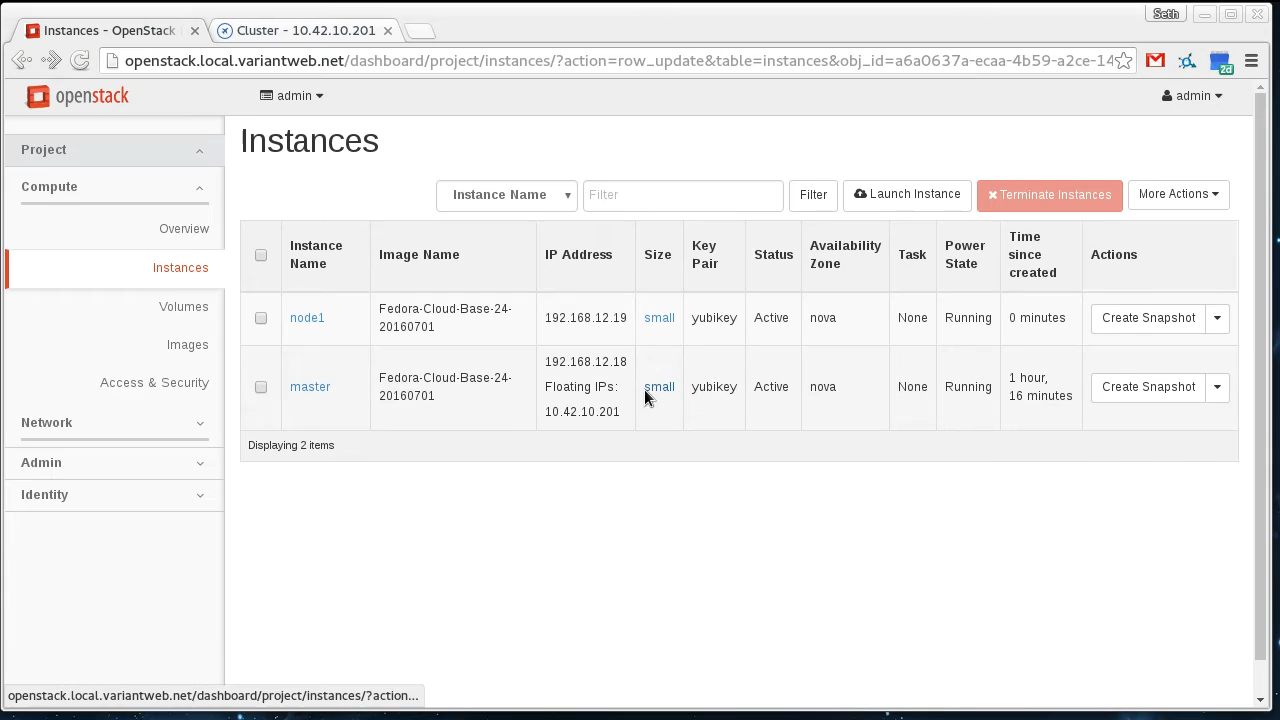 Seth
Instances - OpenStack
Cluster - 10.42.10.201
openstack.local.variantweb.net/dashboard/project/instances/?action=row_update&table=instances&obj_id=a6a0637a-ecaa-4b59-a2ce-14
2d
openstack
admin
admin
Project
Compute
Overview
Instances
Volumes
Images
Access & Security
Network
Admin
Identity
Instances
Instance Name
Filter
Filter
Launch Instance
Terminate Instances
More Actions
Instance Name
Image Name
IP Address
Size
Key Pair
Status
Availability Zone
Task
Power State
Time since created
Actions
node1
Fedora-Cloud-Base-24-
20160701
192.168.12.19
small
yubikey
Active
nova
None
Running
0 minutes
Create Snapshot
master
Fedora-Cloud-Base-24-
20160701
192.168.12.18
Floating IPs:
10.42.10.201
small
yubikey
Active
nova
None
Running
1 hour,
16 minutes
Create Snapshot
Displaying 2 items
openstack.local.variantweb.net/dashboard/project/instances/?action...